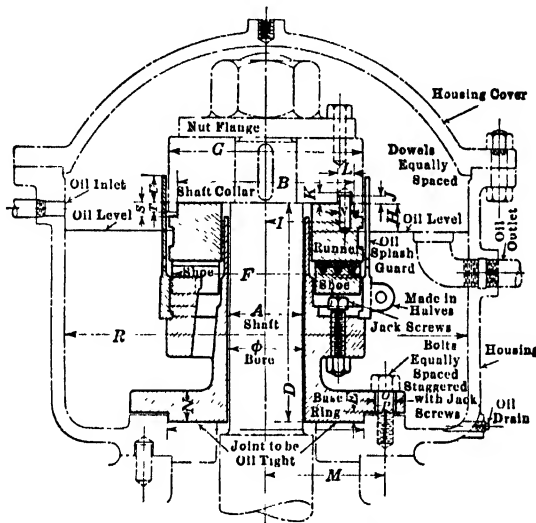 Housing Cover
Nut Flange
G
Dowels
Equally
Spaced
Oil Inlet
Shaft Collar
B
L
K
J
S
T
Oil Level
I
H
Oil Level
Oil
Outlet
Runner
Oil
Splash
Guard
Shoe
F
Shoe
Made in
Halves
A
Shaft
Jack Screws
R
Bolts
ϕ
Bore
Equally
Spaced
Staggered
with Jack
Screws
Housing
D
N
Base
Ring
E
Oil
Drain
Joint to be
Oil Tight
M